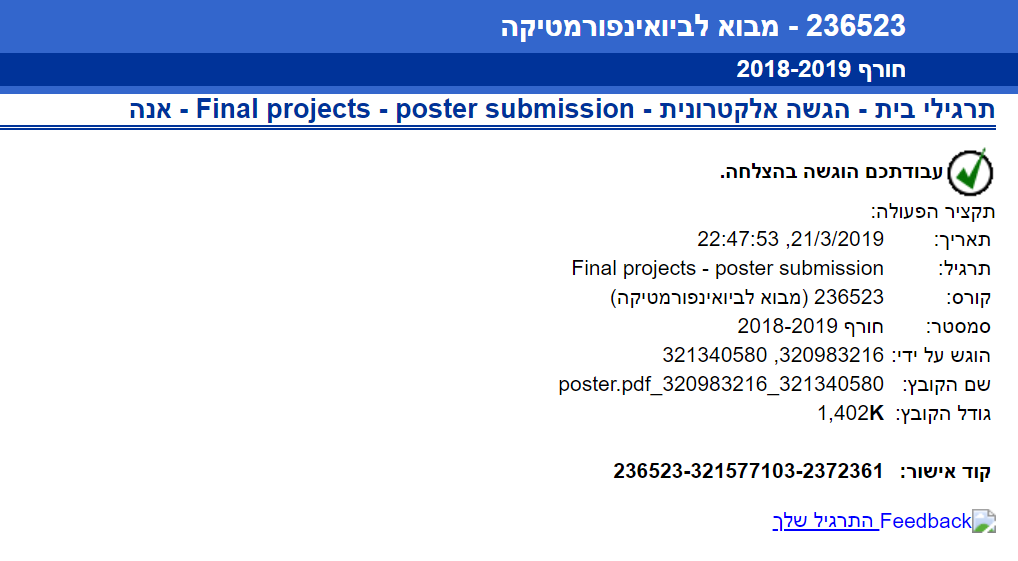 236523 - מבוא לביואינפורמטיקה
חורף 2018-2019
תרגילי בית - הגשה אלקטרונית - Final projects - poster submission - אנה
עבודתכם הוגשה בהצלחה.
תקציר הפעולה:
תאריך: 21/3/2019, 22:47:53
תרגיל: Final projects - poster submission
קורס: 236523 (מבוא לביואינפורמטיקה)
סמסטר: חורף 2018-2019
הוגש על ידי: 320983216, 321340580
שם הקובץ: poster.pdf_320983216_321340580
גודל הקובץ: 1,402K
קוד אישור: 236523-321577103-2372361
Feedback התרגיל שלך